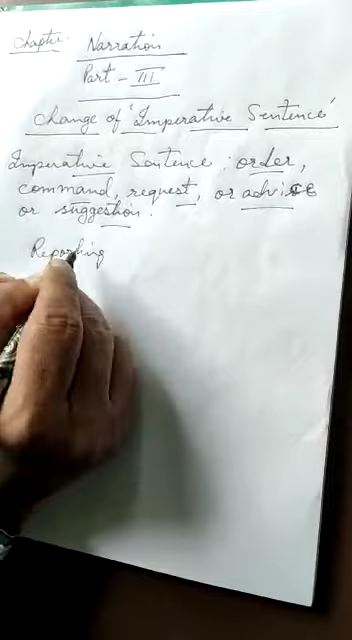 Chapter: Narration
Part - III
Change of 'Imperative Sentence'
Imperative Sentence : order,
command, request, or advice
or suggestion.
Reporting